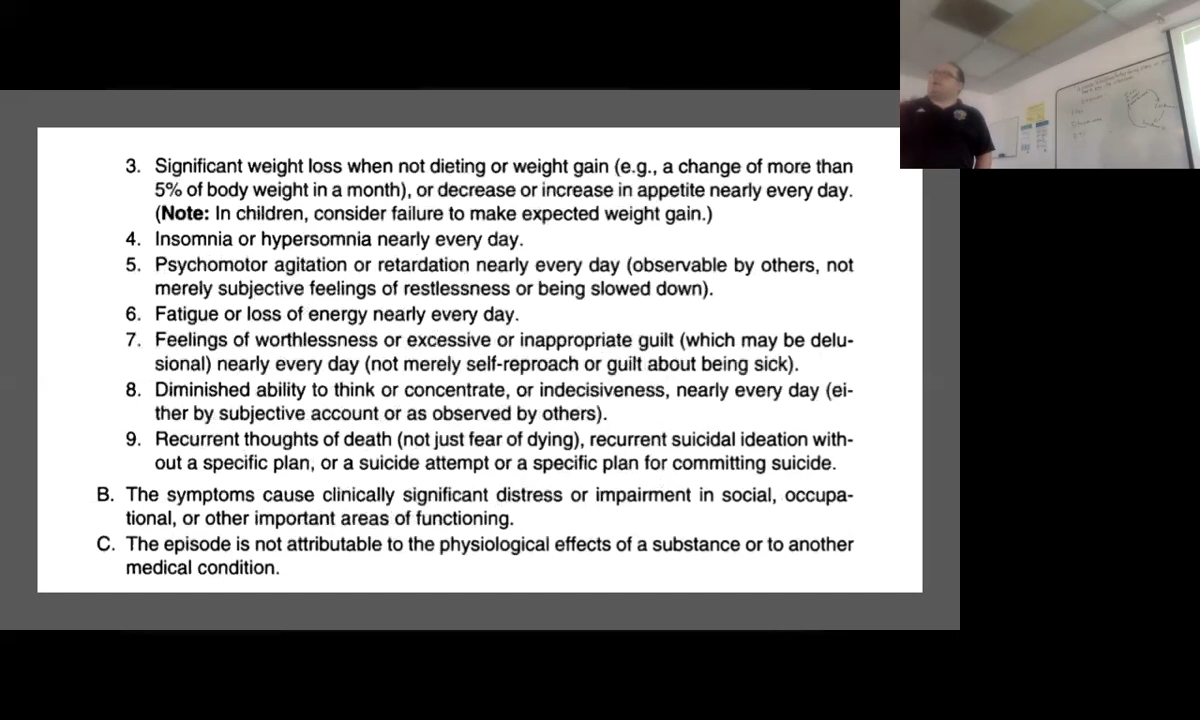 3. Significant weight loss when not dieting or weight gain (e.g., a change of more than
5% of body weight in a month), or decrease or increase in appetite nearly every day.
(Note: In children, consider failure to make expected weight gain.)
4. Insomnia or hypersomnia nearly every day.
5. Psychomotor agitation or retardation nearly every day (observable by others, not
merely subjective feelings of restlessness or being slowed down).
6. Fatigue or loss of energy nearly every day.
7. Feelings of worthlessness or excessive or inappropriate guilt (which may be delu-
sional) nearly every day (not merely self-reproach or guilt about being sick).
8. Diminished ability to think or concentrate, or indecisiveness, nearly every day (ei-
ther by subjective account or as observed by others).
9. Recurrent thoughts of death (not just fear of dying), recurrent suicidal ideation with-
out a specific plan, or a suicide attempt or a specific plan for committing suicide.
B. The symptoms cause clinically significant distress or impairment in social, occupa-
tional, or other important areas of functioning.
C. The episode is not attributable to the physiological effects of a substance or to another
medical condition.